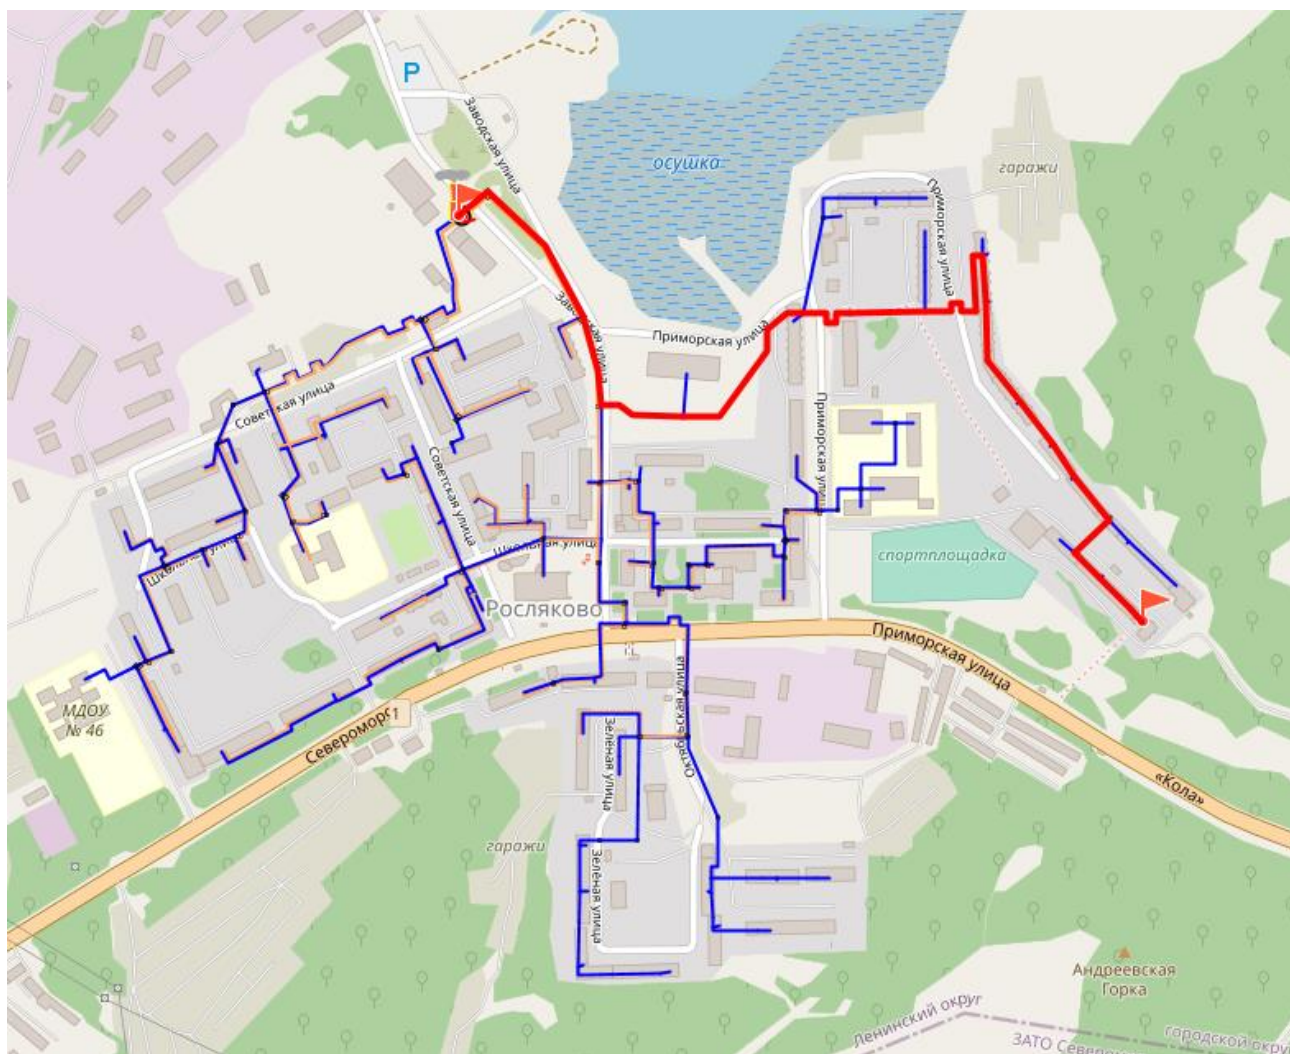 P
Заводская улица
осушка
гаражи
Приморская улица
Заводская улица
Приморская улица
Советская улица
Приморская улица
Советская улица
Школьная улица
Школьная улица
спортплощадка
Росляково
Приморская улица
МДОУ
№ 46
1
Североморс
Октябрьская улица
Зелёная улица
«Кола»
гаражи
Зелёная улица
Андреевская
Горка
Ленинский округ
городской округ
ЗАТО Севером